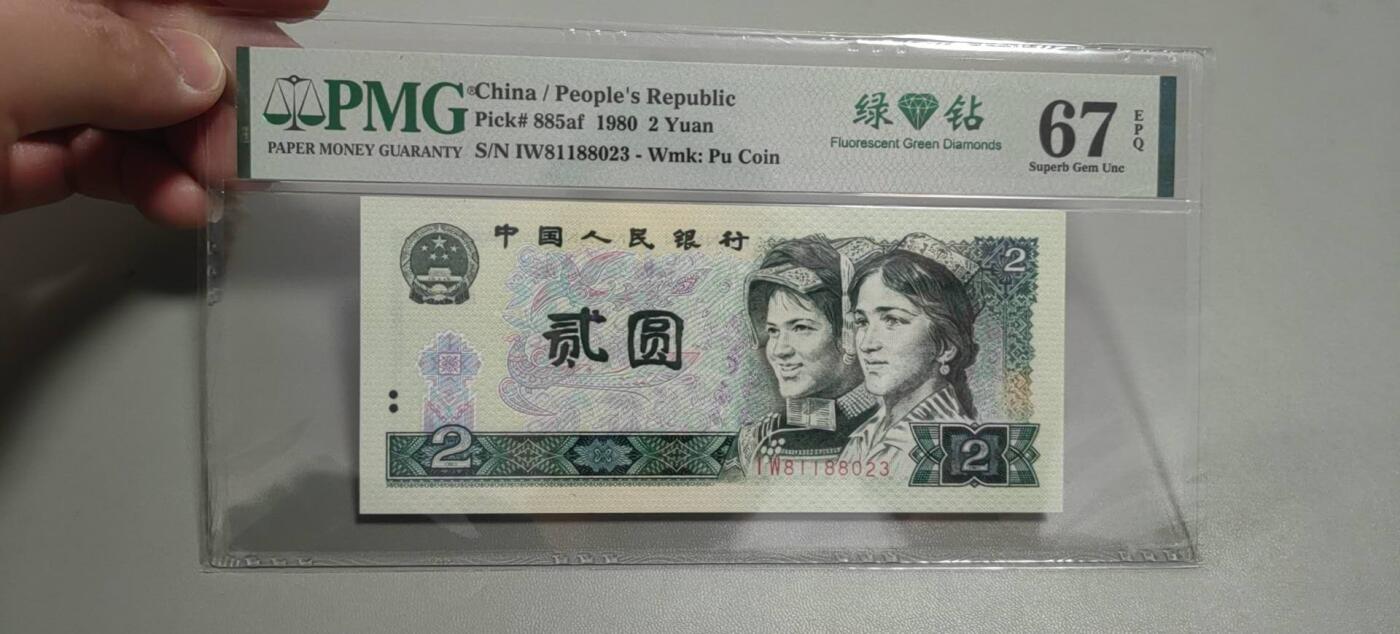 PMG®
PAPER MONEY GUARANTY
China / People's Republic
Pick# 885af 1980 2 Yuan
S/N IW81188023 - Wmk: Pu Coin
绿钻
Fluorescent Green Diamonds
67
EPQ
Superb Gem Unc
中国人民银行
2
贰圆
2
IW81188023
2